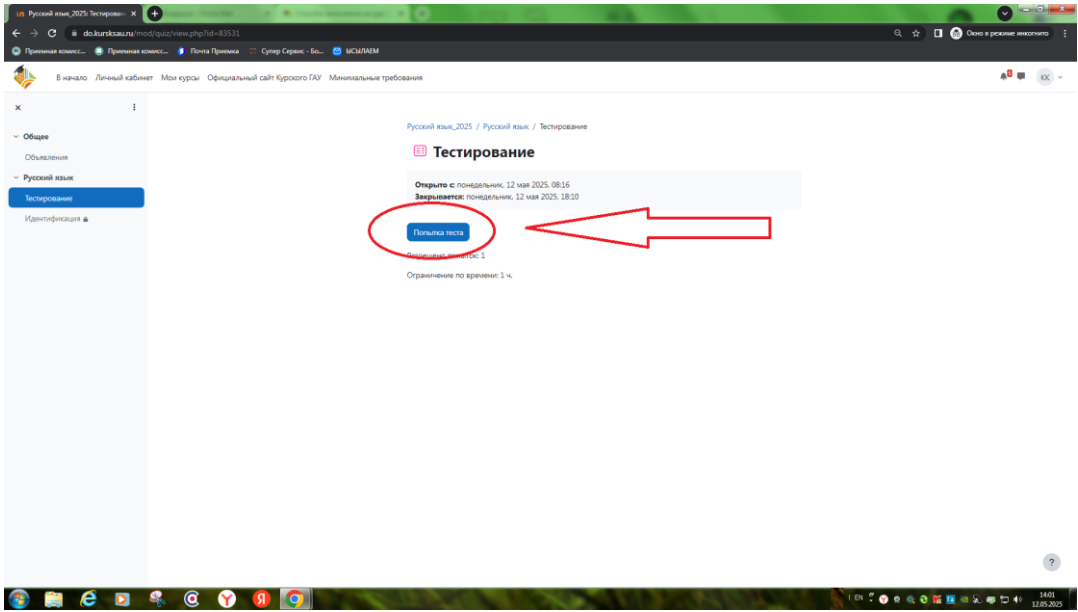 Русский язык_2025: Тестирован
do.kursksau.ru/mod/quiz/view.php?id=83531
Окно в режиме инкогнито
Приемная комисс... Приемная комисс... Почта Приемка Супер Сервис - Бо... ЫСЫЛАЕМ
В начало Личный кабинет Мои курсы Официальный сайт Курского ГАУ Минимальные требования
КК
Общее
Объявления
Русский язык
Тестирование
Идентификация
Русский язык_2025 / Русский язык / Тестирование
Тестирование
Открыто с: понедельник, 12 мая 2025, 08:16
Закрывается: понедельник, 12 мая 2025, 18:10
Попытка теста
Разрешено попыток: 1
Ограничение по времени: 1 ч.
?
EN
14:01
12.05.2025